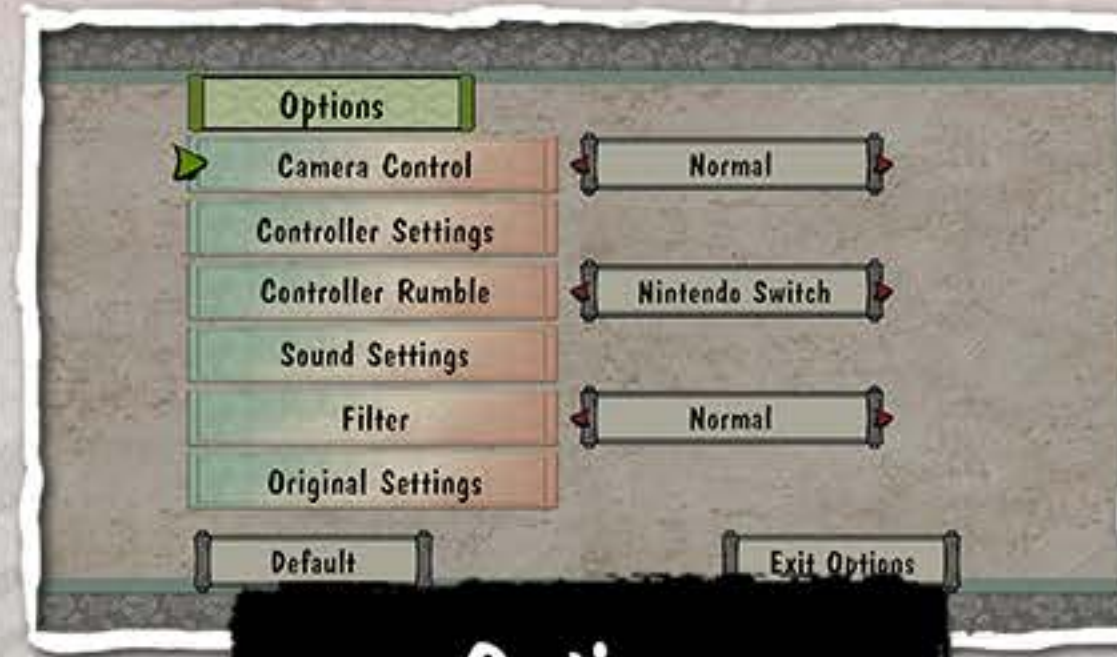 Options
Camera Control Normal
Controller Settings
Controller Rumble Nintendo Switch
Sound Settings
Filter Normal
Original Settings
Default Exit Options